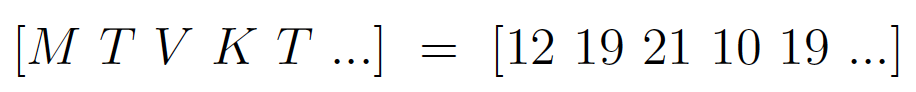 [M T V K T ...] = [12 19 21 10 19 ...]